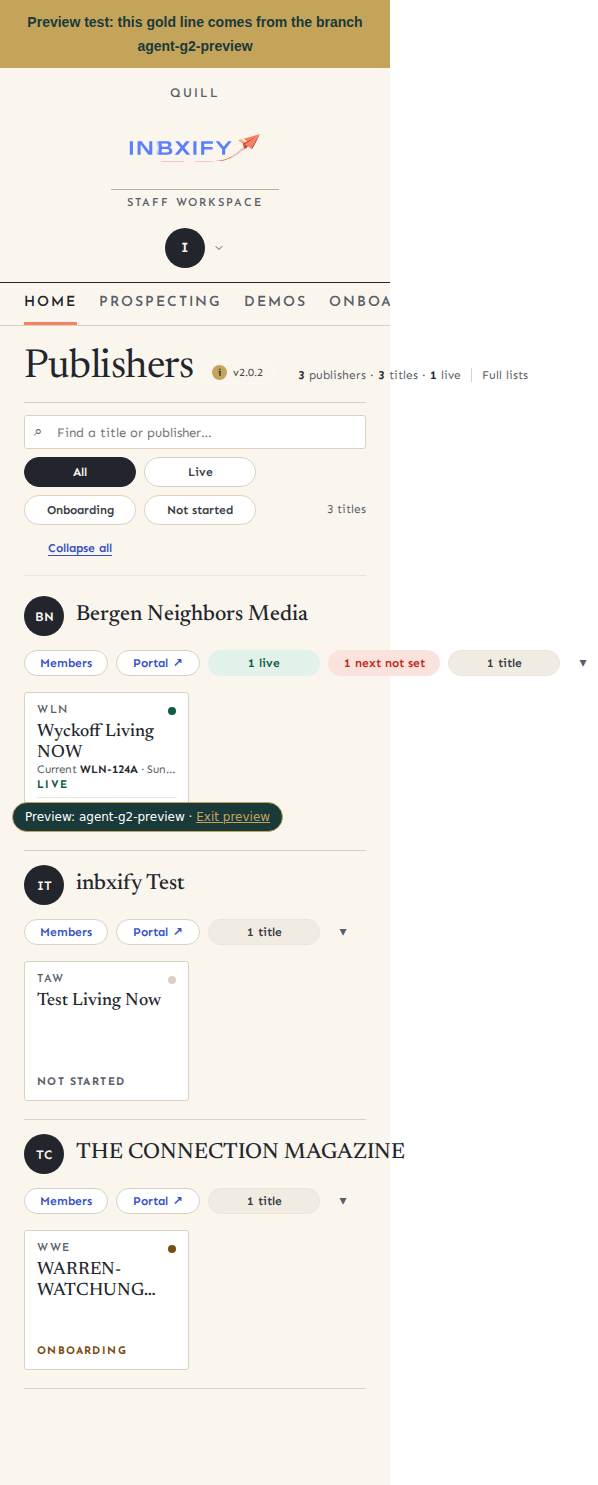 Preview test: this gold line comes from the branch
agent-g2-preview
QUILL
INBXIFY
STAFF WORKSPACE
I
HOME PROSPECTING DEMOS ONBOA
Publishers i v2.0.2 3 publishers · 3 titles · 1 live Full lists
Find a title or publisher...
All Live
Onboarding Not started 3 titles
Collapse all
BN Bergen Neighbors Media
Members Portal ↗ 1 live 1 next not set 1 title ▼
WLN
Wyckoff Living
NOW
Current WLN-124A · Sun...
LIVE
Preview: agent-g2-preview · Exit preview
IT inbxify Test
Members Portal ↗ 1 title ▼
TAW
Test Living Now
NOT STARTED
TC THE CONNECTION MAGAZINE
Members Portal ↗ 1 title ▼
WWE
WARREN-
WATCHUNG...
ONBOARDING